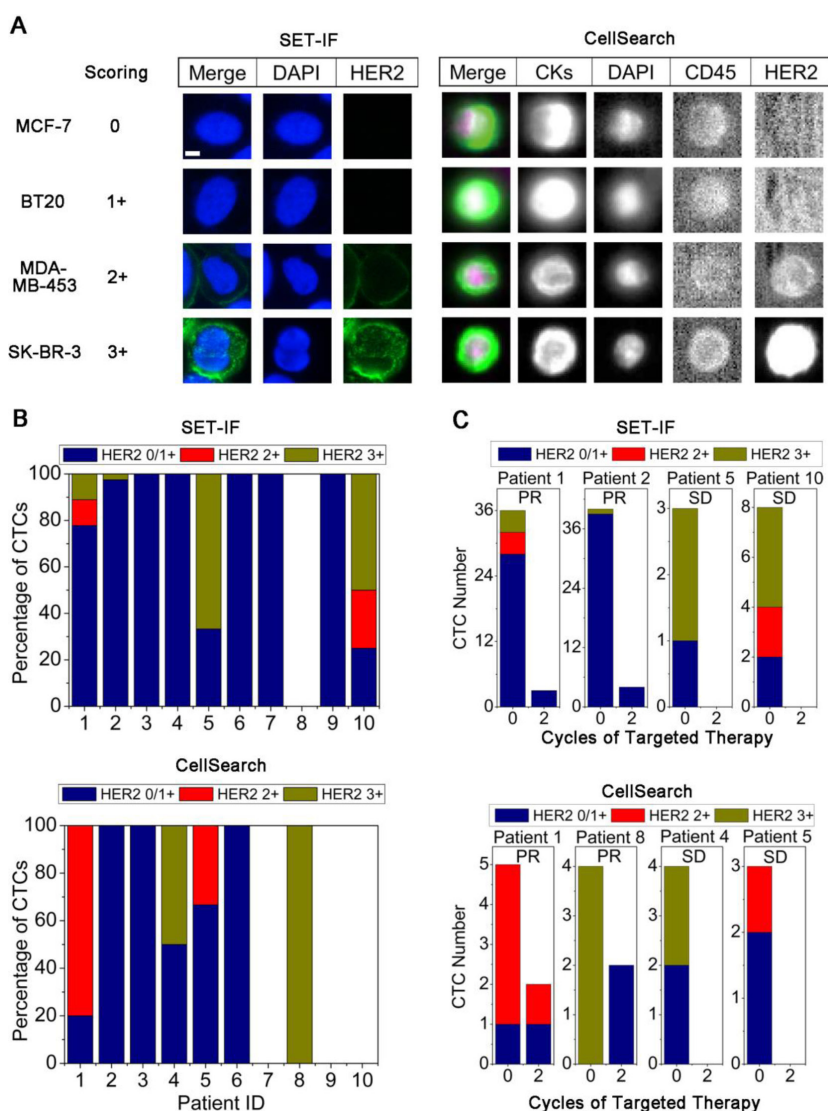 A
SET-IF
CellSearch
Scoring
Merge DAPI HER2
Merge CKs DAPI CD45 HER2
MCF-7 0
BT20 1+
MDA-
MB-453 2+
SK-BR-3 3+
B
SET-IF
HER2 0/1+ HER2 2+ HER2 3+
Percentage of CTCs
100
80
60
40
20
0
1 2 3 4 5 6 7 8 9 10
CellSearch
HER2 0/1+ HER2 2+ HER2 3+
Percentage of CTCs
100
80
60
40
20
0
1 2 3 4 5 6 7 8 9 10
Patient ID
C
SET-IF
HER2 0/1+ HER2 2+ HER2 3+
Patient 1 Patient 2 Patient 5 Patient 10
PR PR SD SD
CTC Number
36
24
12
0
36
24
12
0
3
2
1
0
8
6
4
2
0
0 2 0 2 0 2 0 2
Cycles of Targeted Therapy
CellSearch
HER2 0/1+ HER2 2+ HER2 3+
Patient 1 Patient 8 Patient 4 Patient 5
PR PR SD SD
CTC Number
5
4
3
2
1
0
4
3
2
1
0
4
3
2
1
0
3
2
1
0
0 2 0 2 0 2 0 2
Cycles of Targeted Therapy